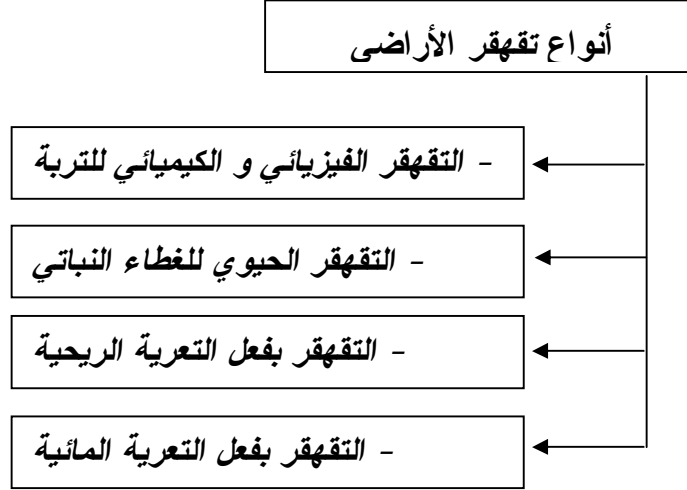 أنواع تقهقر الأراضى
- التقهقر الفيزيائي و الكيميائي للتربة
- التقهقر الحيوي للغطاء النباتي
- التقهقر بفعل التعرية الريحية
- التقهقر بفعل التعرية المائية